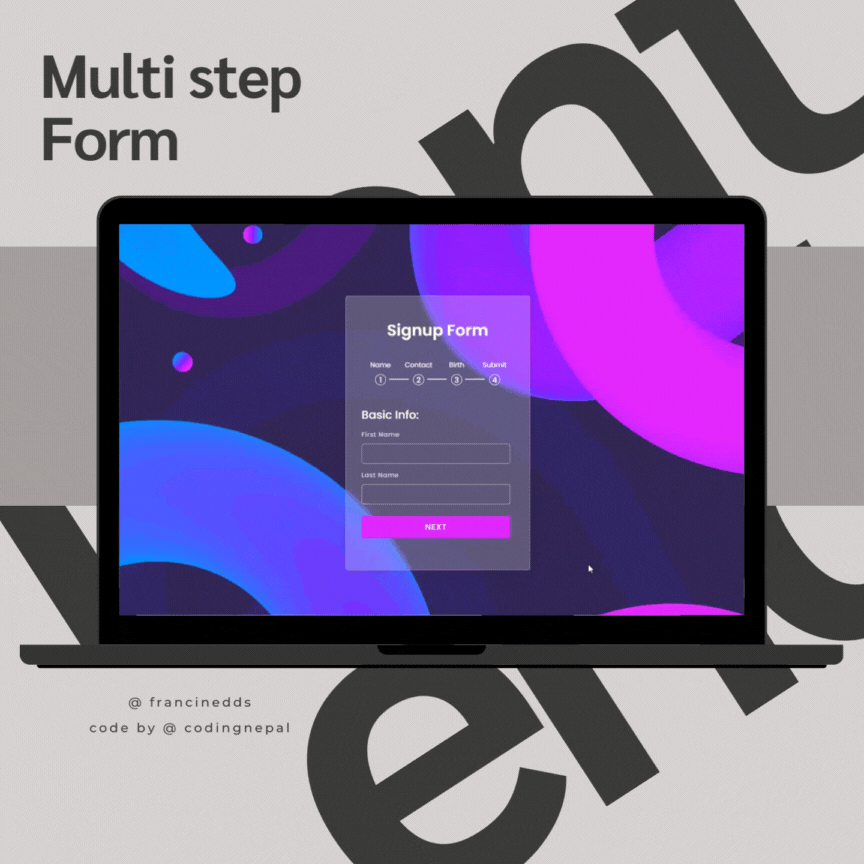 Multi step
Form
Signup Form
Name Contact Birth Submit
1 2 3 4
Basic Info:
First Name
Last Name
NEXT
@ francinedds
code by @ codingnepal